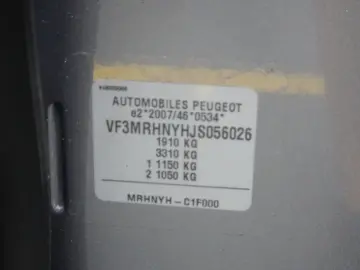 AUTOMOBILES PEUGEOT
e2*2007/46*0534*
VF3MRHNYHJS056026
1910 KG
3310 KG
1 1150 KG
2 1050 KG
MRHNYH - C1F000